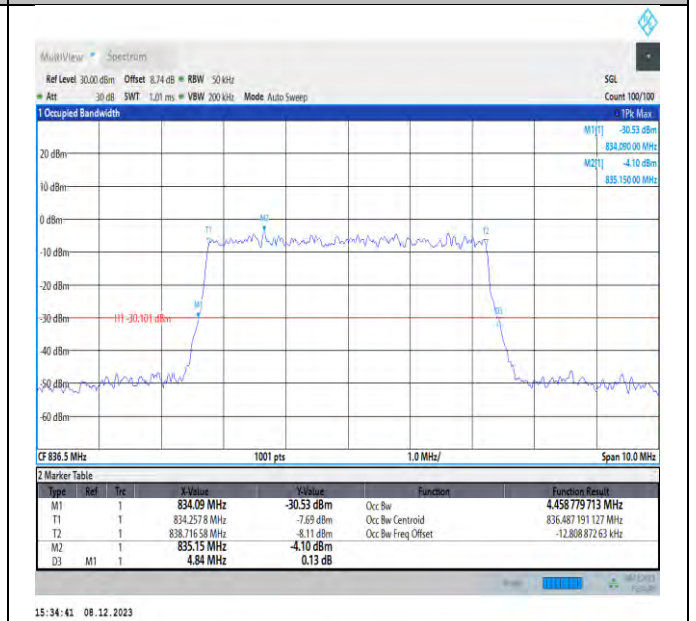 MultiView Spectrum
Ref Level 30.00 dBm Offset 8.74 dB RBW 50 kHz SGL
Att 30 dB SWT 1.01 ms VBW 200 kHz Mode Auto Sweep Count 100/100
1 Occupied Bandwidth 1Pk Max
M1[1] -30.53 dBm
834.090 00 MHz
M2[1] -4.10 dBm
835.150 00 MHz
20 dBm
10 dBm
0 dBm
T1 M2 T2
-10 dBm
-20 dBm
M1 D3
-30 dBm H1 -30.101 dBm
-40 dBm
-50 dBm
-60 dBm
CF 836.5 MHz 1001 pts 1.0 MHz/ Span 10.0 MHz
2 Marker Table
Type Ref Trc X-Value Y-Value Function Function Result
M1 1 834.09 MHz -30.53 dBm Occ Bw 4.458 779 713 MHz
T1 1 834.257 8 MHz -7.69 dBm Occ Bw Centroid 836.487 191 127 MHz
T2 1 838.716 58 MHz -8.11 dBm Occ Bw Freq Offset -12.808 872 63 kHz
M2 1 835.15 MHz -4.10 dBm
D3 M1 1 4.84 MHz 0.13 dB
15:34:41 08.12.2023